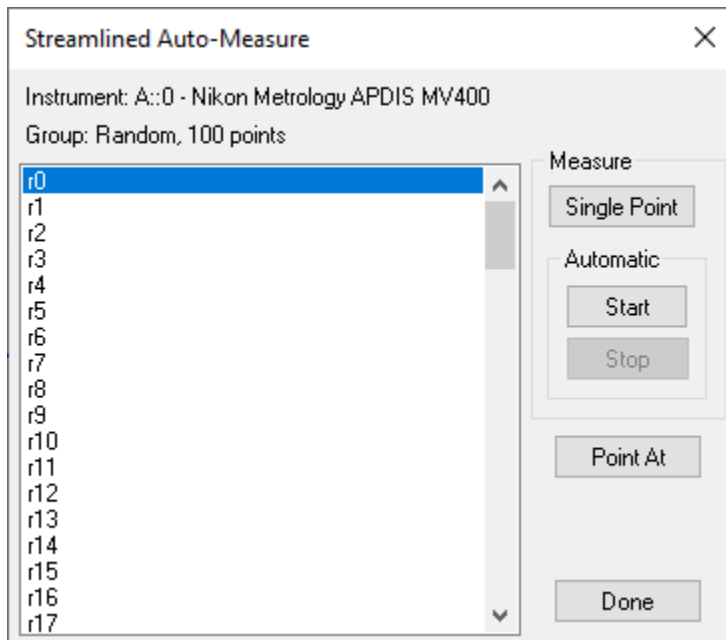 Streamlined Auto-Measure
Instrument: A::0 - Nikon Metrology APDIS MV400
Group: Random, 100 points
r0
r1
r2
r3
r4
r5
r6
r7
r8
r9
r10
r11
r12
r13
r14
r15
r16
r17
Measure
Single Point
Automatic
Start
Stop
Point At
Done